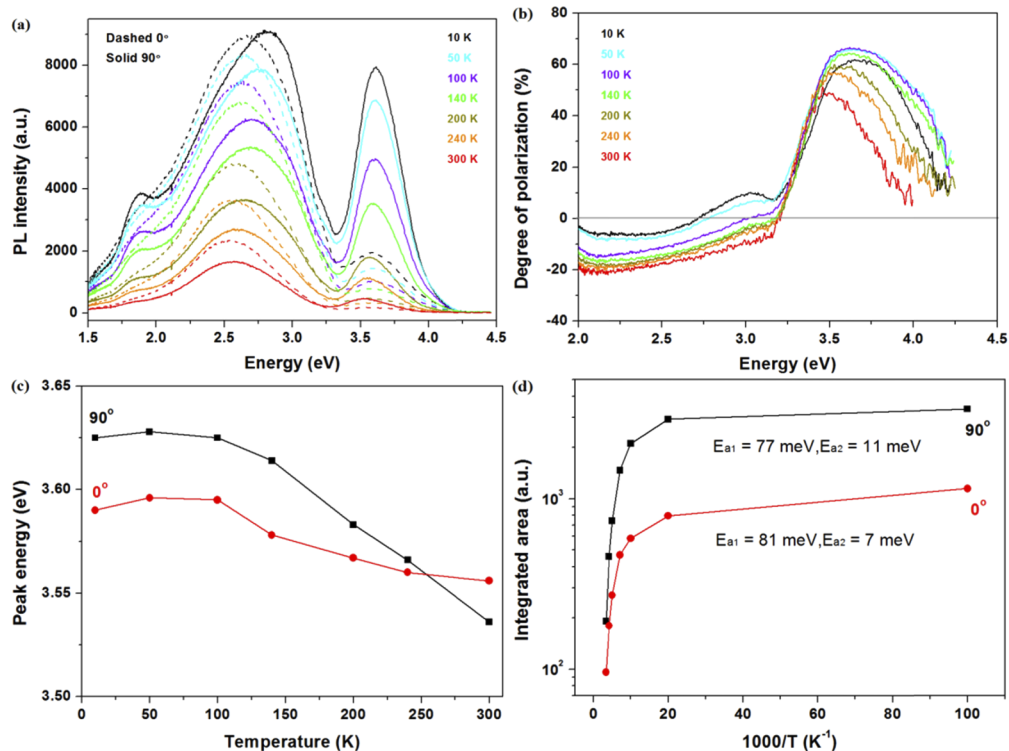 (a)
Dashed 0°
Solid 90°
10 K
50 K
100 K
140 K
200 K
240 K
300 K
PL intensity (a.u.)
8000
6000
4000
2000
0
1.5 2.0 2.5 3.0 3.5 4.0 4.5
Energy (eV)
(b)
10 K
50 K
100 K
140 K
200 K
240 K
300 K
Degree of polarization (%)
80
60
40
20
0
-20
-40
2.0 2.5 3.0 3.5 4.0 4.5
Energy (eV)
(c)
90°
0°
Peak energy (eV)
3.65
3.60
3.55
3.50
0 50 100 150 200 250 300
Temperature (K)
(d)
90°
Ea1 = 77 meV,Ea2 = 11 meV
0°
Ea1 = 81 meV,Ea2 = 7 meV
Integrated area (a.u.)
10³
10²
0 20 40 60 80 100
1000/T (K⁻¹)